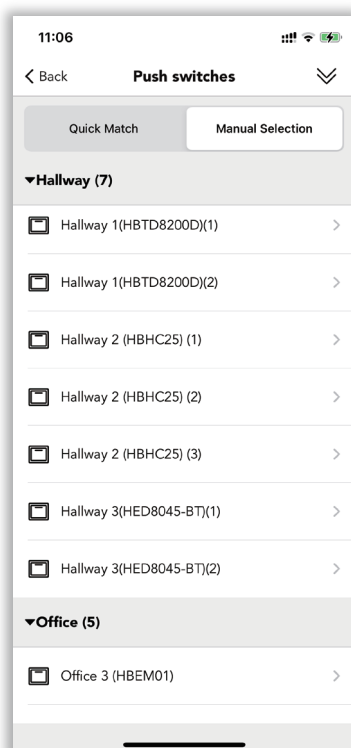 11:06
Back Push switches
Quick Match Manual Selection
Hallway (7)
Hallway 1(HBTD8200D)(1)
Hallway 1(HBTD8200D)(2)
Hallway 2 (HBHC25) (1)
Hallway 2 (HBHC25) (2)
Hallway 2 (HBHC25) (3)
Hallway 3(HED8045-BT)(1)
Hallway 3(HED8045-BT)(2)
Office (5)
Office 3 (HBEM01)